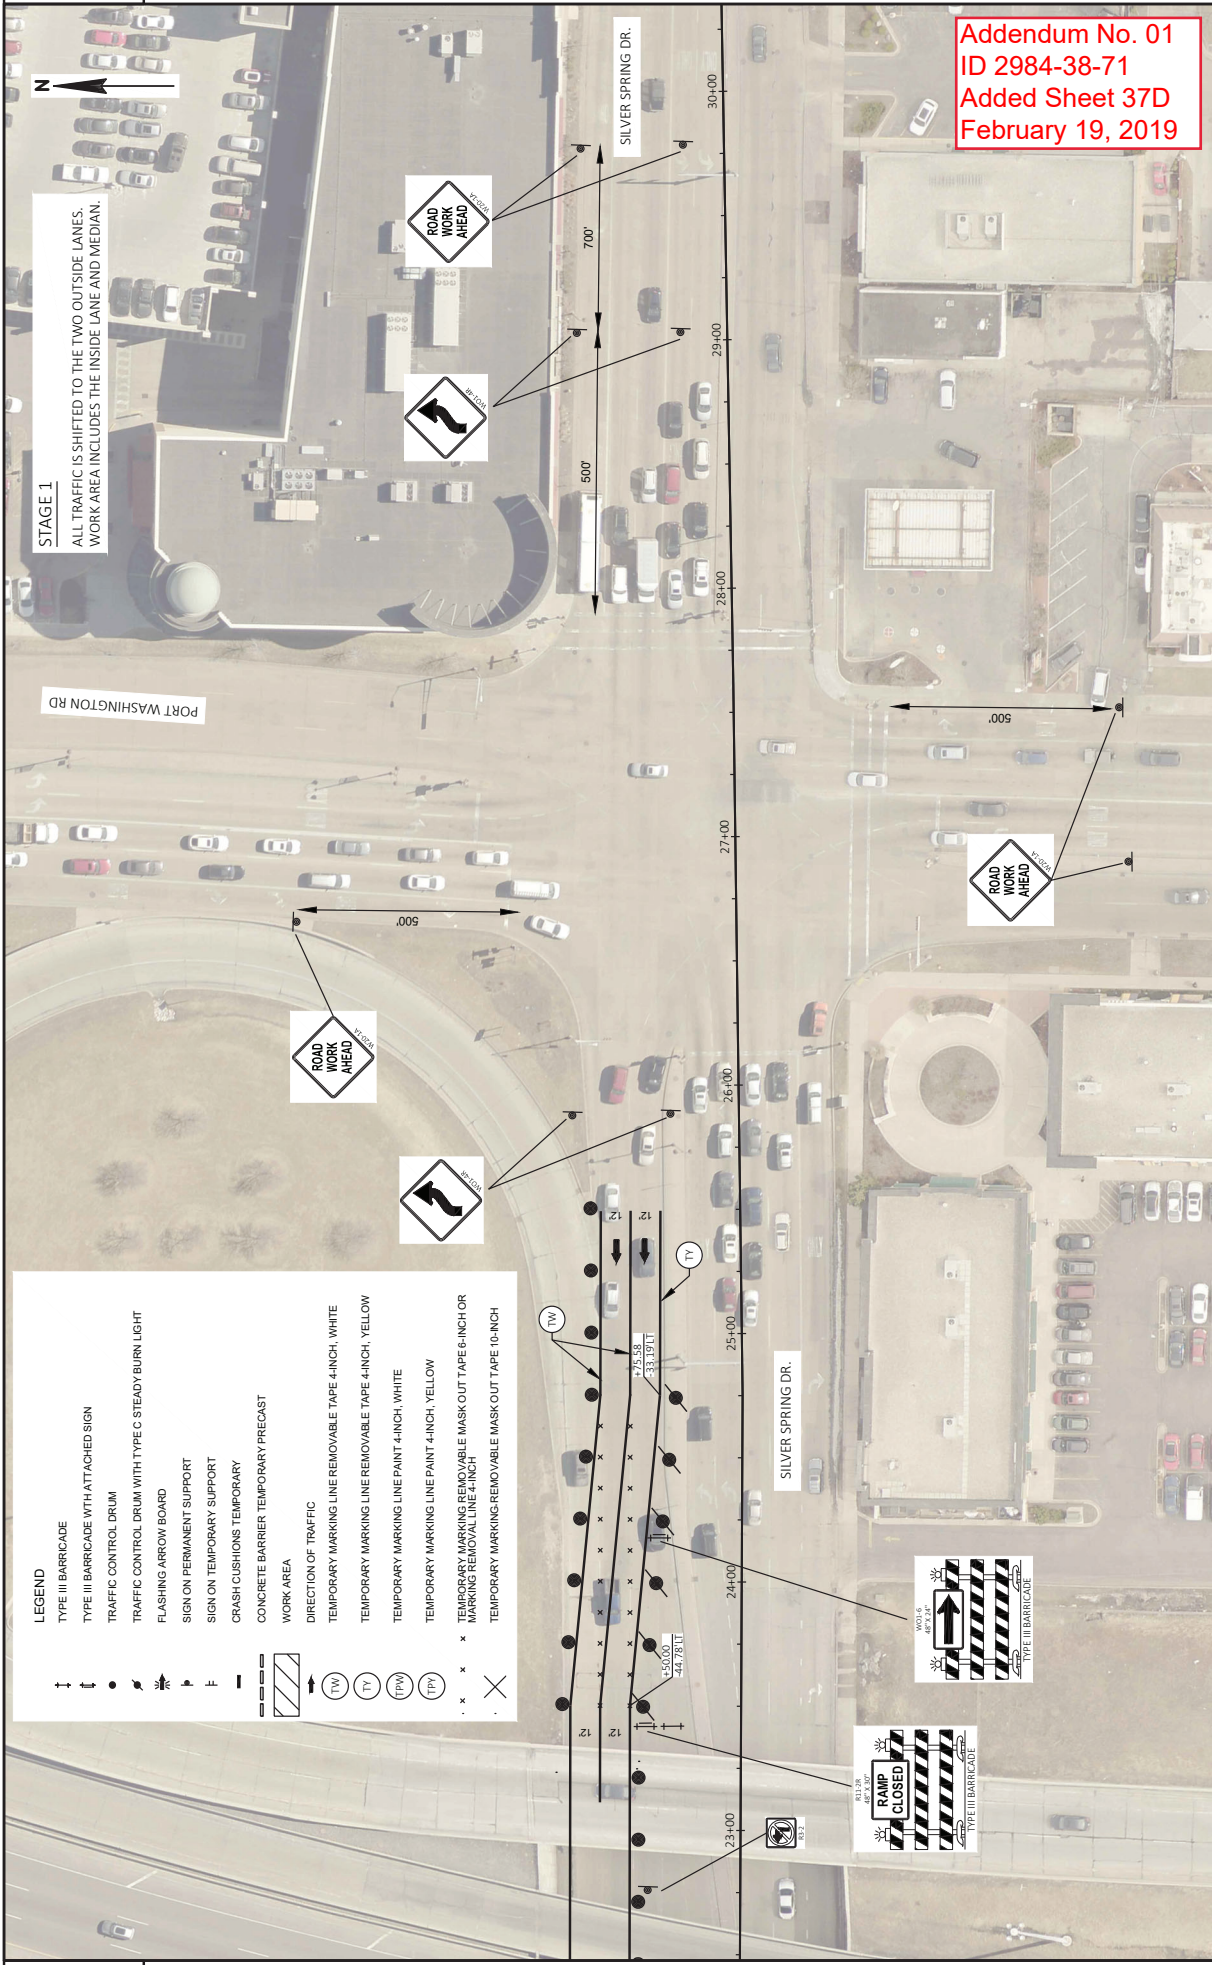 Addendum No. 01
ID 2984-38-71
Added Sheet 37D
February 19, 2019
N
STAGE 1
ALL TRAFFIC IS SHIFTED TO THE TWO OUTSIDE LANES.
WORK AREA INCLUDES THE INSIDE LANE AND MEDIAN.
SILVER SPRING DR.
30+00
29+00
28+00
27+00
26+00
25+00
24+00
23+00
ROAD
WORK
AHEAD
W20-1A
700'
WO1-4R
500'
PORT WASHINGTON RD
500'
500'
ROAD
WORK
AHEAD
W20-1A
ROAD
WORK
AHEAD
W20-1A
WO1-4R
LEGEND
TYPE III BARRICADE
TYPE III BARRICADE WTH ATTACHED SIGN
TRAFFIC CONTROL DRUM
TRAFFIC CONTROL DRUM WITH TYPE C STEADY BURN LIGHT
FLASHING ARROW BOARD
SIGN ON PERMANENT SUPPORT
SIGN ON TEMPORARY SUPPORT
CRASH CUSHIONS TEMPORARY
CONCRETE BARRIER TEMPORARY PRECAST
WORK AREA
DIRECTION OF TRAFFIC
TW TEMPORARY MARKING LINE REMOVABLE TAPE 4-INCH, WHITE
TY TEMPORARY MARKING LINE REMOVABLE TAPE 4-INCH, YELLOW
TPW TEMPORARY MARKING LINE PAINT 4-INCH, WHITE
TPY TEMPORARY MARKING LINE PAINT 4-INCH, YELLOW
TEMPORARY MARKING REMOVABLE MASK OUT TAPE 6-INCH OR
MARKING REMOVAL LINE 4-INCH
TEMPORARY MARKING REMOVABLE MASK OUT TAPE 10-INCH
TW
TY
12'
12'
+75.58
-33.19'LT
12'
12'
+50.00
-44.78'LT
SILVER SPRING DR.
WO1-6
48" X 24"
TYPE III BARRICADE
R11-2R
48" X 30"
RAMP
CLOSED
TYPE III BARRICADE
R3-2